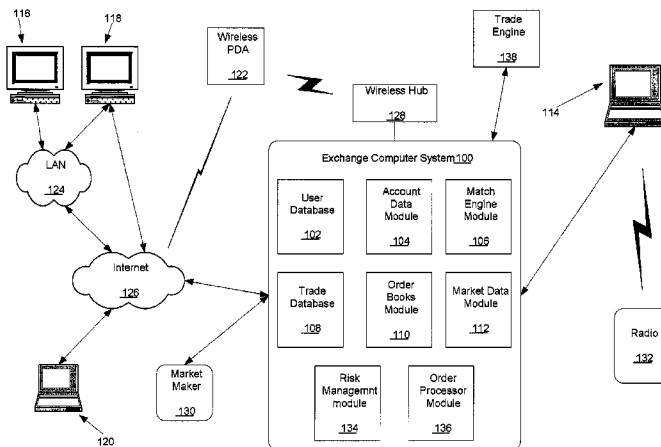 116
118
Wireless
PDA
122
Trade
Engine
138
Wireless Hub
128
114
LAN
124
Exchange Computer System 100
User
Database
102
Account
Data
Module
104
Match
Engine
Module
106
Internet
126
Trade
Database
108
Order
Books
Module
110
Market Data
Module
112
Radio
132
Market
Maker
130
Risk
Managemnt
module
134
Order
Processor
Module
136
120